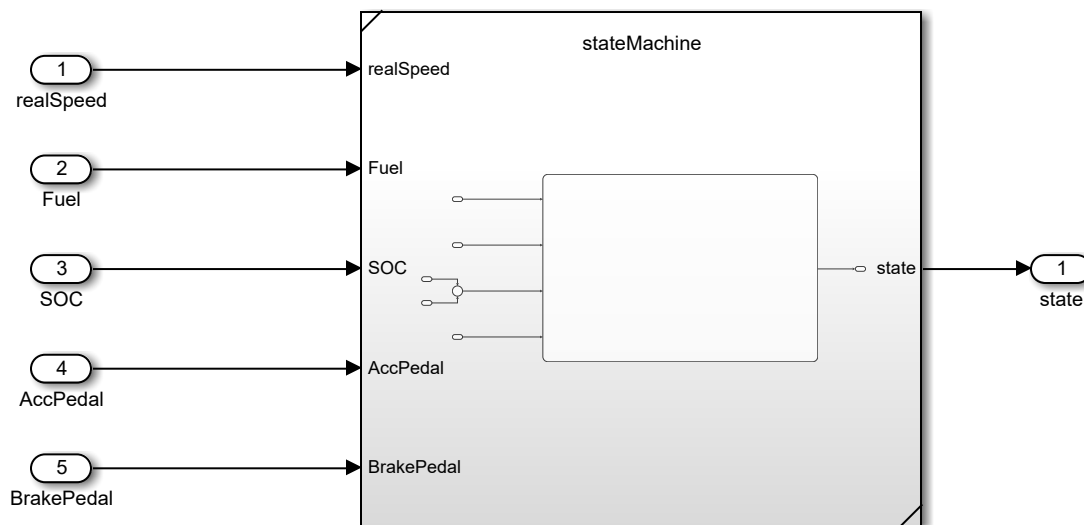 stateMachine
1
realSpeed
realSpeed
2
Fuel
Fuel
3
SOC
SOC
state
1
state
4
AccPedal
AccPedal
5
BrakePedal
BrakePedal